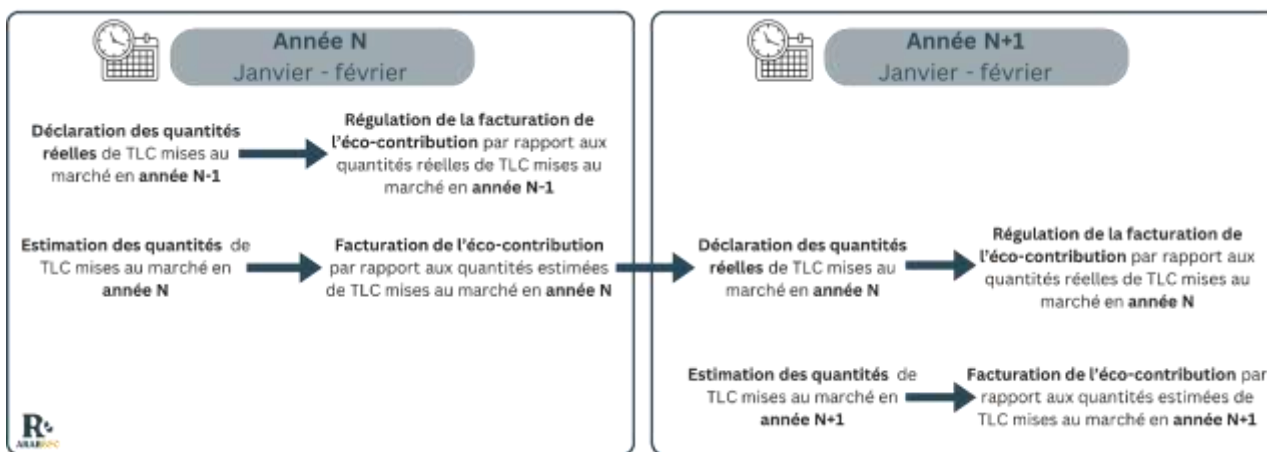 Année N
Janvier - février
Déclaration des quantités
réelles de TLC mises au
marché en année N-1
Régulation de la facturation de
l'éco-contribution par rapport aux
quantités réelles de TLC mises au
marché en année N-1
Estimation des quantités de
TLC mises au marché en
année N
Facturation de l'éco-contribution
par rapport aux quantités estimées
de TLC mises au marché en année N
Année N+1
Janvier - février
Déclaration des quantités
réelles de TLC mises au
marché en année N
Régulation de la facturation de
l'éco-contribution par rapport aux
quantités réelles de TLC mises au
marché en année N
Estimation des quantités de
TLC mises au marché en
année N+1
Facturation de l'éco-contribution par
rapport aux quantités estimées de
TLC mises au marché en année N+1
R